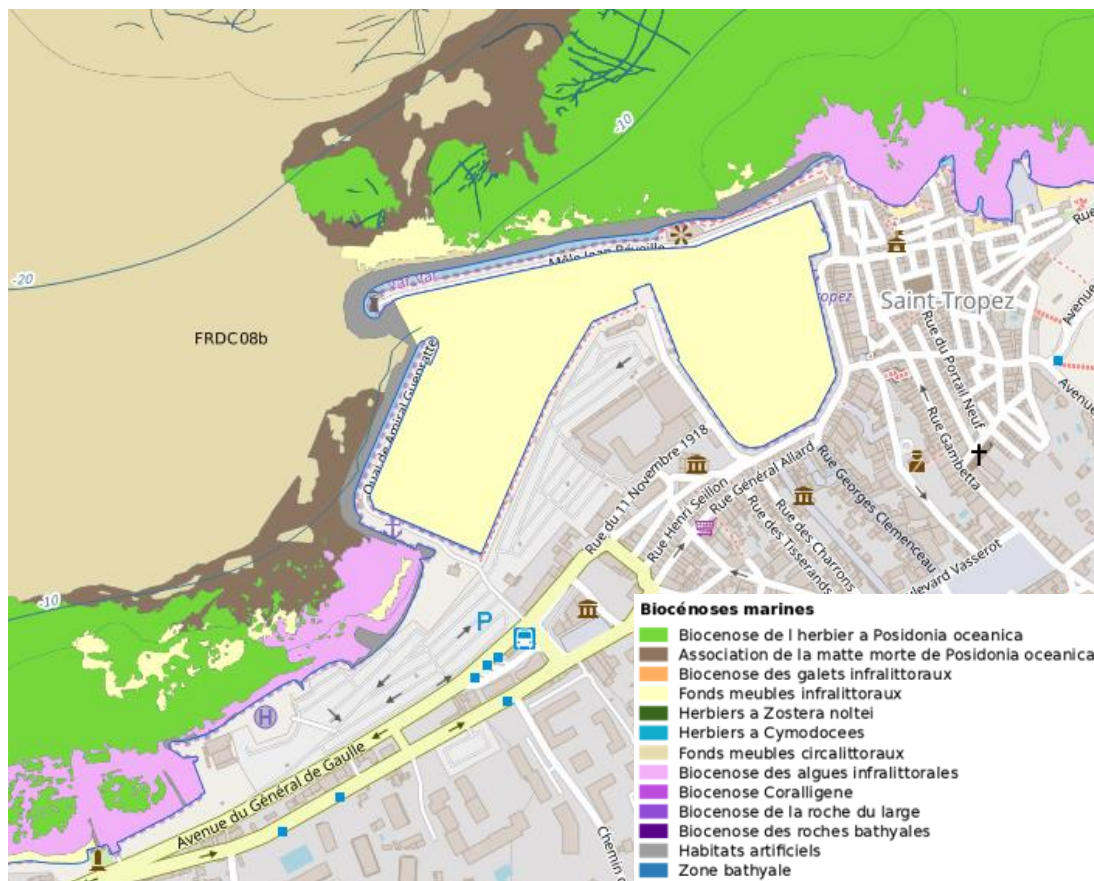 -10
-20
Môle Jean Réveille
Saint-Tropez
FRDC08b
Quai de Amiral Guépratte
Rue du Portail Neuf
Avenue
Avenue
Rue Gambetta
Rue du 11 Novembre 1918
Rue Général Allard
Rue Henri Seillon
Rue Georges Clemenceau
Rue des Charrons
Rue des Tisserands
Boulevard Vasserot
-10
P
H
Avenue du Général de Gaulle
Chemin
Biocénoses marines
Biocenose de l herbier a Posidonia oceanica
Association de la matte morte de Posidonia oceanica
Biocenose des galets infralittoraux
Fonds meubles infralittoraux
Herbiers a Zostera noltei
Herbiers a Cymodocees
Fonds meubles circalittoraux
Biocenose des algues infralittorales
Biocenose Coralligene
Biocenose de la roche du large
Biocenose des roches bathyales
Habitats artificiels
Zone bathyale